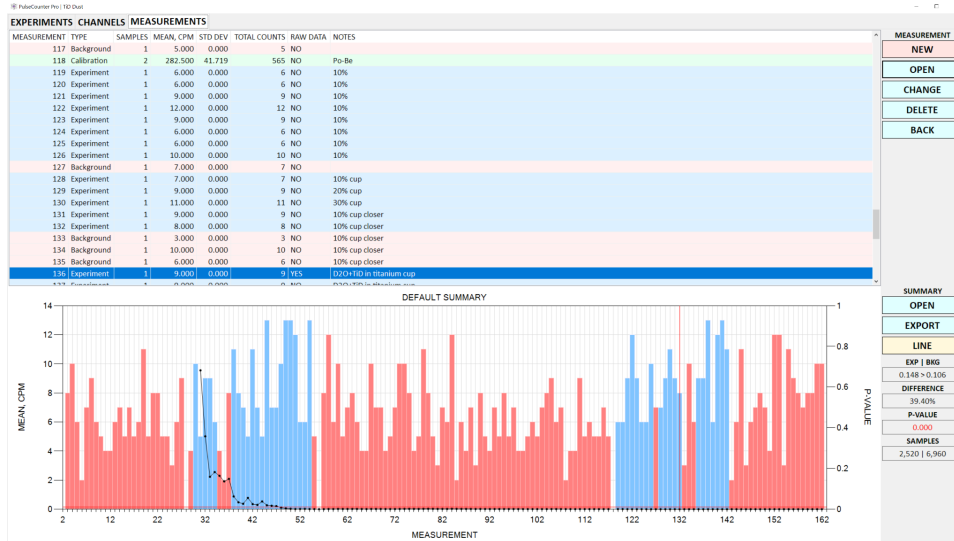 PulseCounter Pro | TiD Dust
EXPERIMENTS CHANNELS MEASUREMENTS
MEASUREMENT TYPE SAMPLES MEAN, CPM STD DEV TOTAL COUNTS RAW DATA NOTES
117 Background 1 5.000 0.000 5 NO
118 Calibration 2 282.500 41.719 565 NO Po-Be
119 Experiment 1 6.000 0.000 6 NO 10%
120 Experiment 1 6.000 0.000 6 NO 10%
121 Experiment 1 9.000 0.000 9 NO 10%
122 Experiment 1 12.000 0.000 12 NO 10%
123 Experiment 1 9.000 0.000 9 NO 10%
124 Experiment 1 6.000 0.000 6 NO 10%
125 Experiment 1 6.000 0.000 6 NO 10%
126 Experiment 1 10.000 0.000 10 NO 10%
127 Background 1 7.000 0.000 7 NO
128 Experiment 1 7.000 0.000 7 NO 10% cup
129 Experiment 1 9.000 0.000 9 NO 20% cup
130 Experiment 1 11.000 0.000 11 NO 30% cup
131 Experiment 1 9.000 0.000 9 NO 10% cup closer
132 Experiment 1 8.000 0.000 8 NO 10% cup closer
133 Background 1 3.000 0.000 3 NO 10% cup closer
134 Background 1 10.000 0.000 10 NO 10% cup closer
135 Background 1 6.000 0.000 6 NO 10% cup closer
136 Experiment 1 9.000 0.000 9 YES D2O+TiD in titanium cup
137 Experiment 1 9.000 0.000 9 NO D2O+TiD in titanium cup
MEASUREMENT
NEW
OPEN
CHANGE
DELETE
BACK
DEFAULT SUMMARY
14
12
10
8
6
4
2
0
MEAN, CPM
1
0.8
0.6
0.4
0.2
0
P-VALUE
2 12 22 32 42 52 62 72 82 92 102 112 122 132 142 152 162
MEASUREMENT
SUMMARY
OPEN
EXPORT
LINE
EXP | BKG
0.148 > 0.106
DIFFERENCE
39.40%
P-VALUE
0.000
SAMPLES
2,520 | 6,960